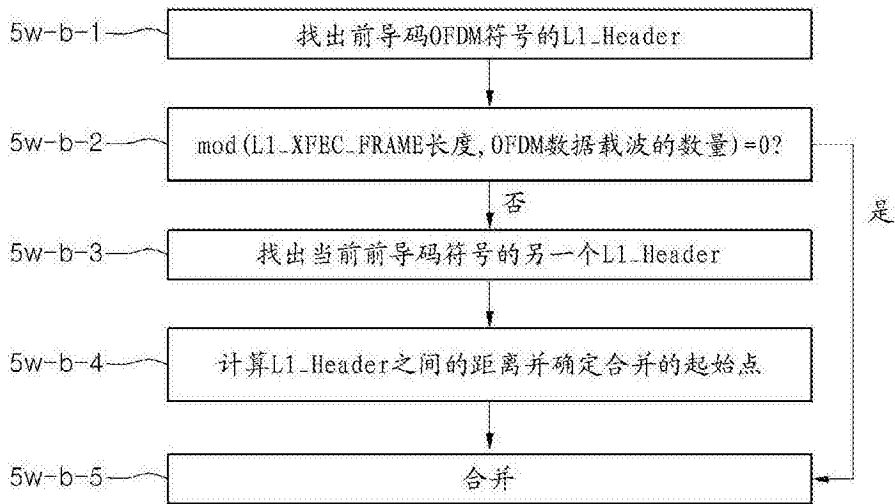 5w-b-1
找出前导码OFDM符号的L1_Header
5w-b-2
mod(L1_XFEC_FRAME长度,OFDM数据载波的数量)=0?
否
是
5w-b-3
找出当前前导码符号的另一个L1_Header
5w-b-4
计算L1_Header之间的距离并确定合并的起始点
5w-b-5
合并